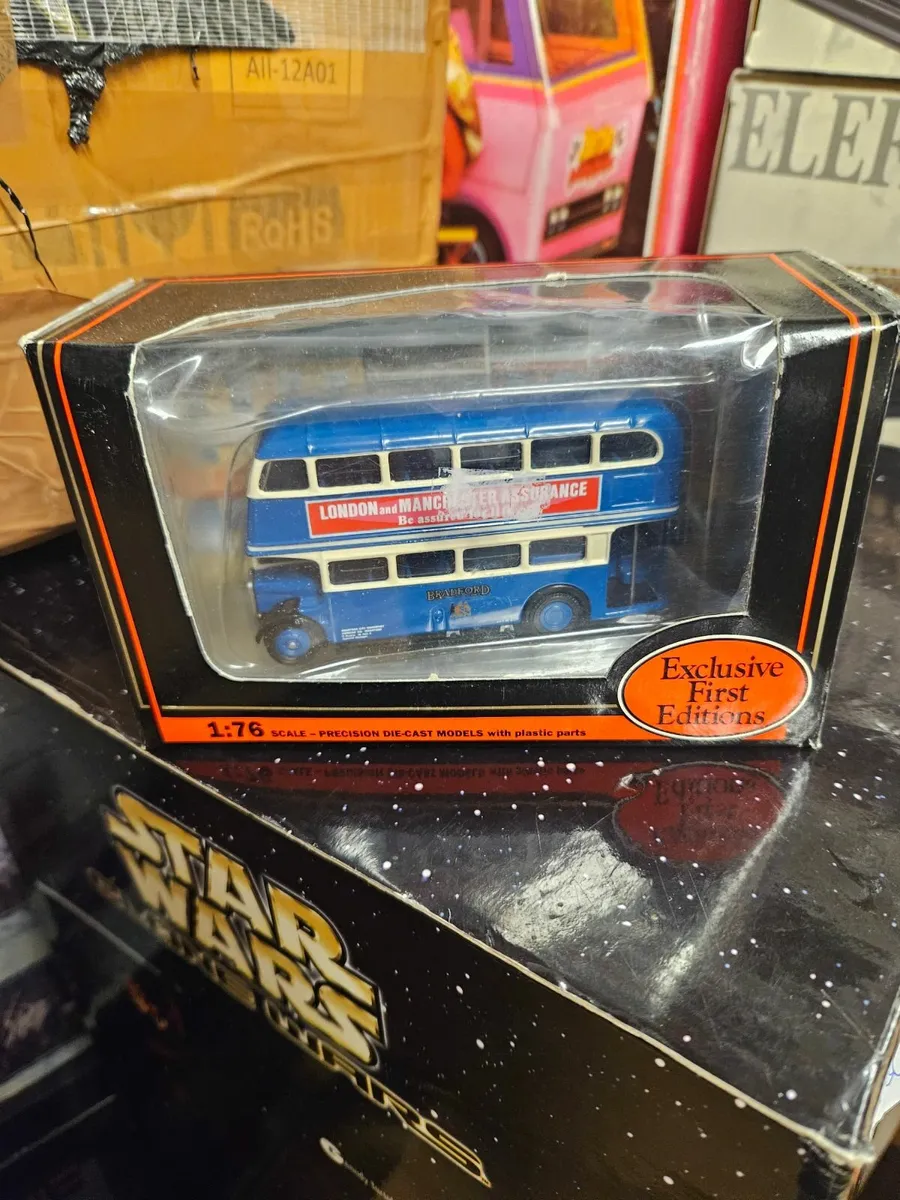 All-12A01
RoHS
ELEF
LONDON and MANCHESTER ASSURANCE
Be assured
BRADFORD
Exclusive
First
Editions
1:76 SCALE – PRECISION DIE-CAST MODELS with plastic parts
STAR
WARS